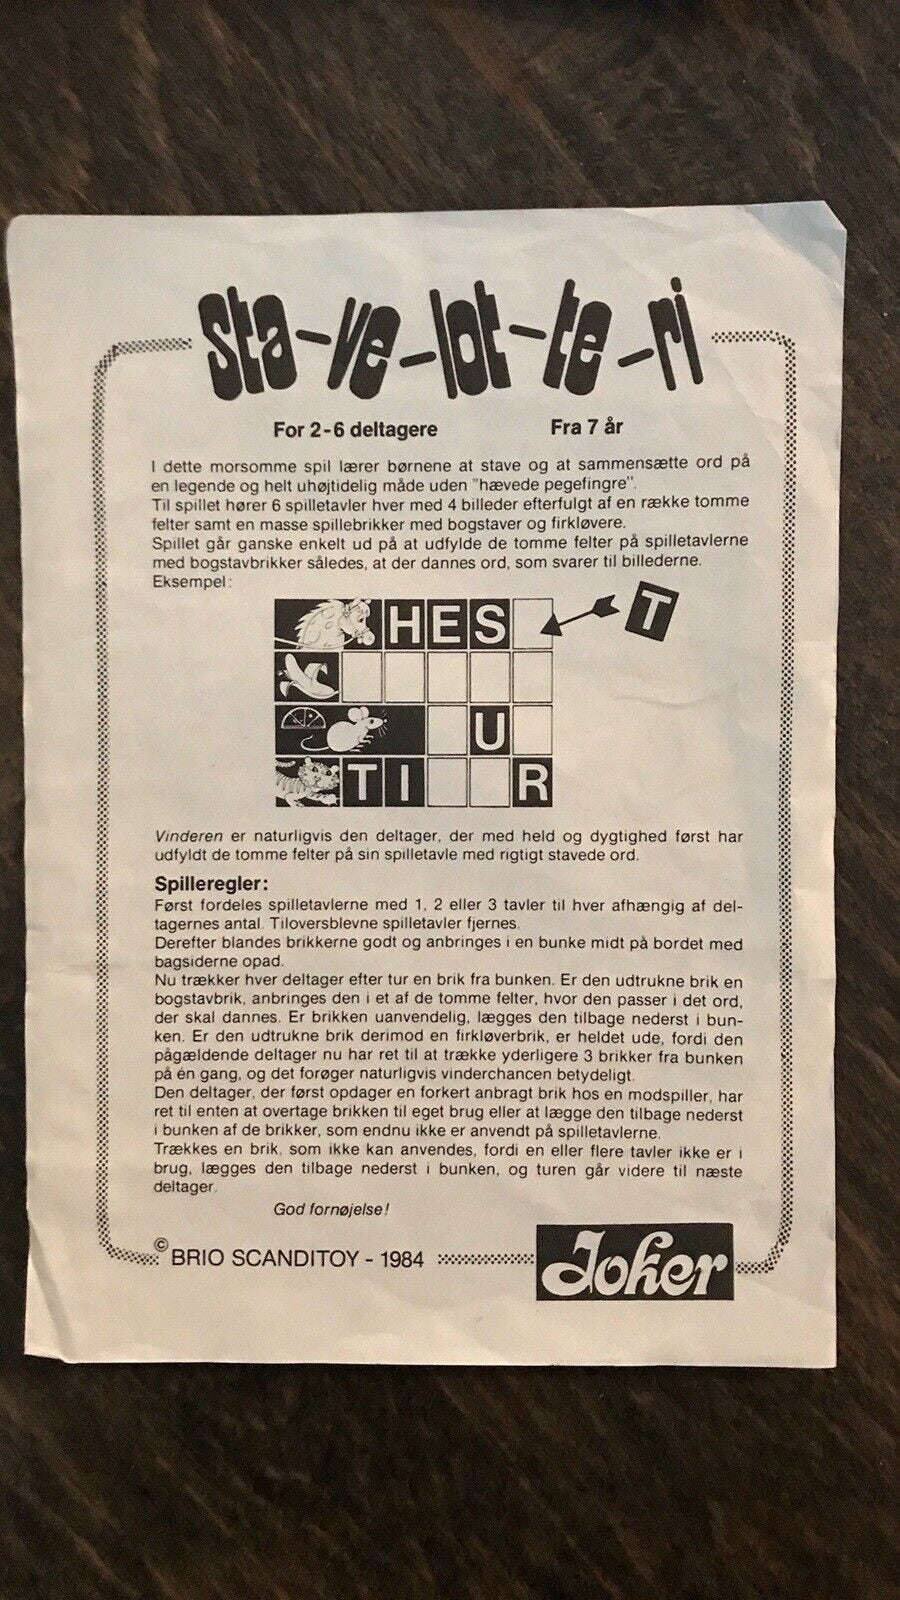 Sta-ve-lot-te-ri
For 2-6 deltagere Fra 7 år
I dette morsomme spil lærer børnene at stave og at sammensætte ord på
en legende og helt uhøjtidelig måde uden "hævede pegefingre".
Til spillet hører 6 spilletavler hver med 4 billeder efterfulgt af en række tomme
felter samt en masse spillebrikker med bogstaver og firkløvere.
Spillet går ganske enkelt ud på at udfylde de tomme felter på spilletavlerne
med bogstavbrikker således, at der dannes ord, som svarer til billederne.
Eksempel:
HES T
U
TI R
Vinderen er naturligvis den deltager, der med held og dygtighed først har
udfyldt de tomme felter på sin spilletavle med rigtigt stavede ord.
Spilleregler:
Først fordeles spilletavlerne med 1, 2 eller 3 tavler til hver afhængig af del-
tagernes antal. Tiloversblevne spilletavler fjernes.
Derefter blandes brikkerne godt og anbringes i en bunke midt på bordet med
bagsiderne opad.
Nu trækker hver deltager efter tur en brik fra bunken. Er den udtrukne brik en
bogstavbrik, anbringes den i et af de tomme felter, hvor den passer i det ord,
der skal dannes. Er brikken uanvendelig, lægges den tilbage nederst i bun-
ken. Er den udtrukne brik derimod en firkløverbrik, er heldet ude, fordi den
pågældende deltager nu har ret til at trække yderligere 3 brikker fra bunken
på én gang, og det forøger naturligvis vinderchancen betydeligt.
Den deltager, der først opdager en forkert anbragt brik hos en modspiller, har
ret til enten at overtage brikken til eget brug eller at lægge den tilbage nederst
i bunken af de brikker, som endnu ikke er anvendt på spilletavlerne.
Trækkes en brik, som ikke kan anvendes, fordi en eller flere tavler ikke er i
brug, lægges den tilbage nederst i bunken, og turen går videre til næste
deltager.
God fornøjelse!
© BRIO SCANDITOY - 1984 Joker